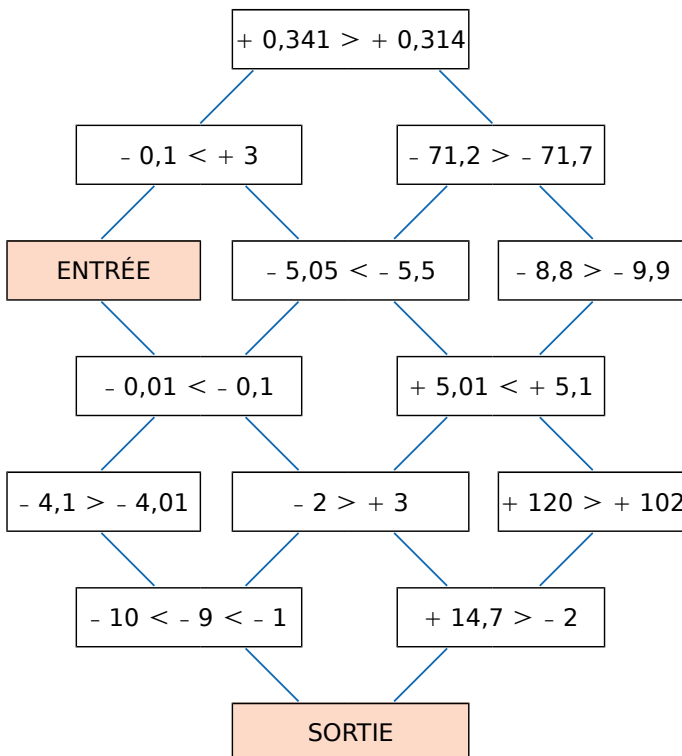 + 0,341 > + 0,314
– 0,1 < + 3
– 71,2 > – 71,7
ENTRÉE
– 5,05 < – 5,5
– 8,8 > – 9,9
– 0,01 < – 0,1
+ 5,01 < + 5,1
– 4,1 > – 4,01
– 2 > + 3
+ 120 > + 102
– 10 < – 9 < – 1
+ 14,7 > – 2
SORTIE